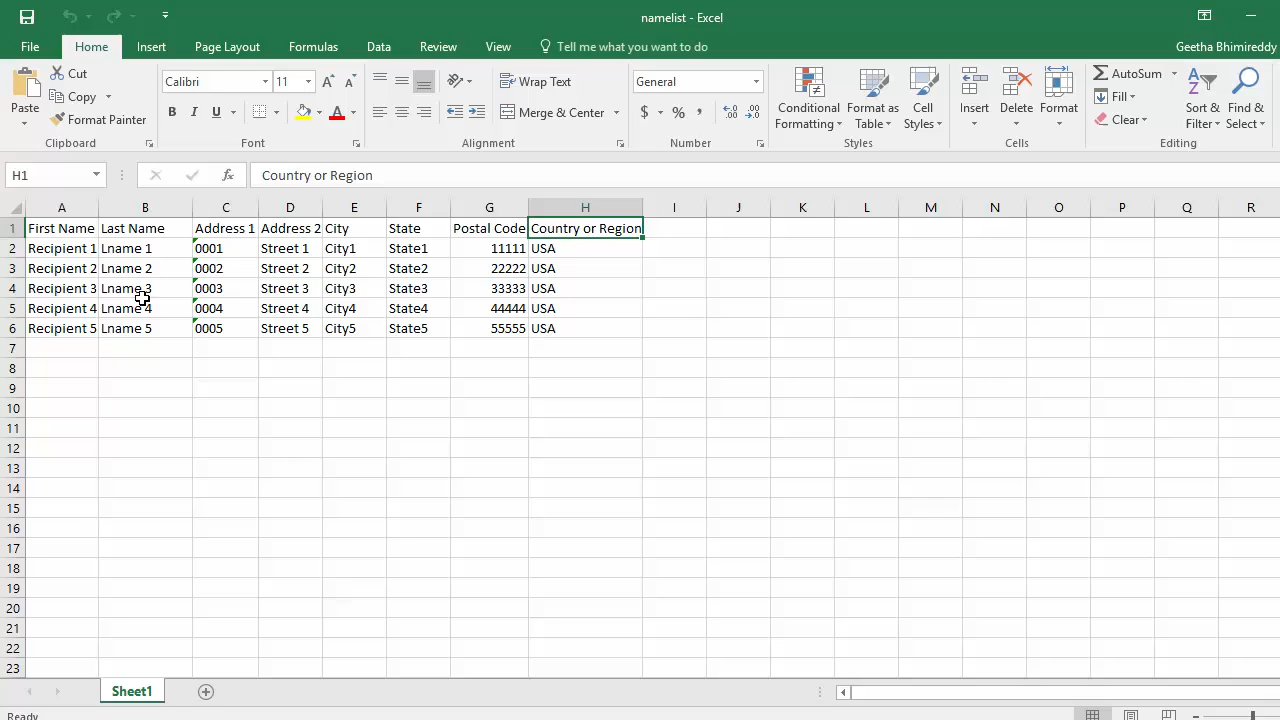 namelist - Excel
File Home Insert Page Layout Formulas Data Review View Tell me what you want to do Geetha Bhimireddy
Paste
Cut
Copy
Format Painter
Clipboard
Calibri 11 A A
B I U A
Font
Wrap Text
Merge & Center
Alignment
General
$ % , .0 .00
Number
Conditional Formatting
Format as Table
Cell Styles
Styles
Insert Delete Format
Cells
AutoSum
Fill
Clear
Sort & Filter
Find & Select
Editing
H1 fx Country or Region
A B C D E F G H I J K L M N O P Q R
1 First Name Last Name Address 1 Address 2 City State Postal Code Country or Region
2 Recipient 1 Lname 1 0001 Street 1 City1 State1 11111 USA
3 Recipient 2 Lname 2 0002 Street 2 City2 State2 22222 USA
4 Recipient 3 Lname 3 0003 Street 3 City3 State3 33333 USA
5 Recipient 4 Lname 4 0004 Street 4 City4 State4 44444 USA
6 Recipient 5 Lname 5 0005 Street 5 City5 State5 55555 USA
7
8
9
10
11
12
13
14
15
16
17
18
19
20
21
22
23
Sheet1
Ready